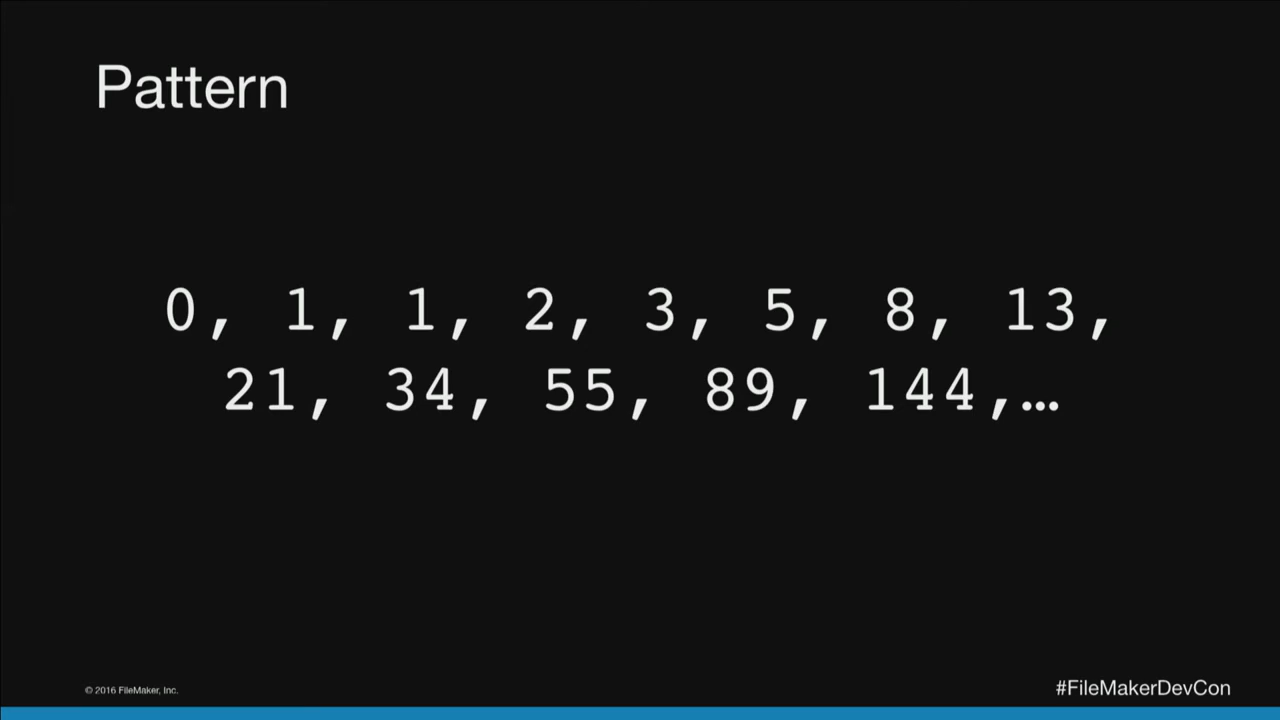 Pattern
0, 1, 1, 2, 3, 5, 8, 13,
21, 34, 55, 89, 144,…
© 2016 FileMaker, Inc.
#FileMakerDevCon